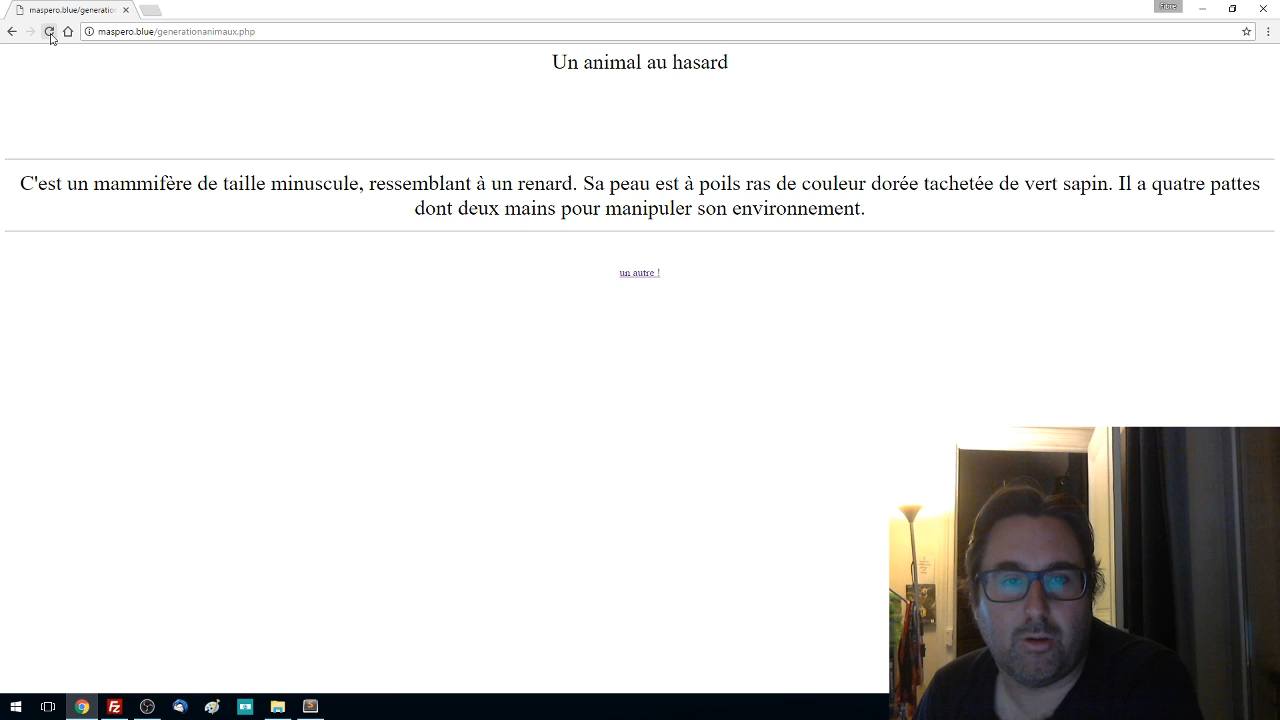 maspero.blue/generation
Fibre
maspero.blue/generationanimaux.php
Un animal au hasard
C'est un mammifère de taille minuscule, ressemblant à un renard. Sa peau est à poils ras de couleur dorée tachetée de vert sapin. Il a quatre pattes
dont deux mains pour manipuler son environnement.
un autre !